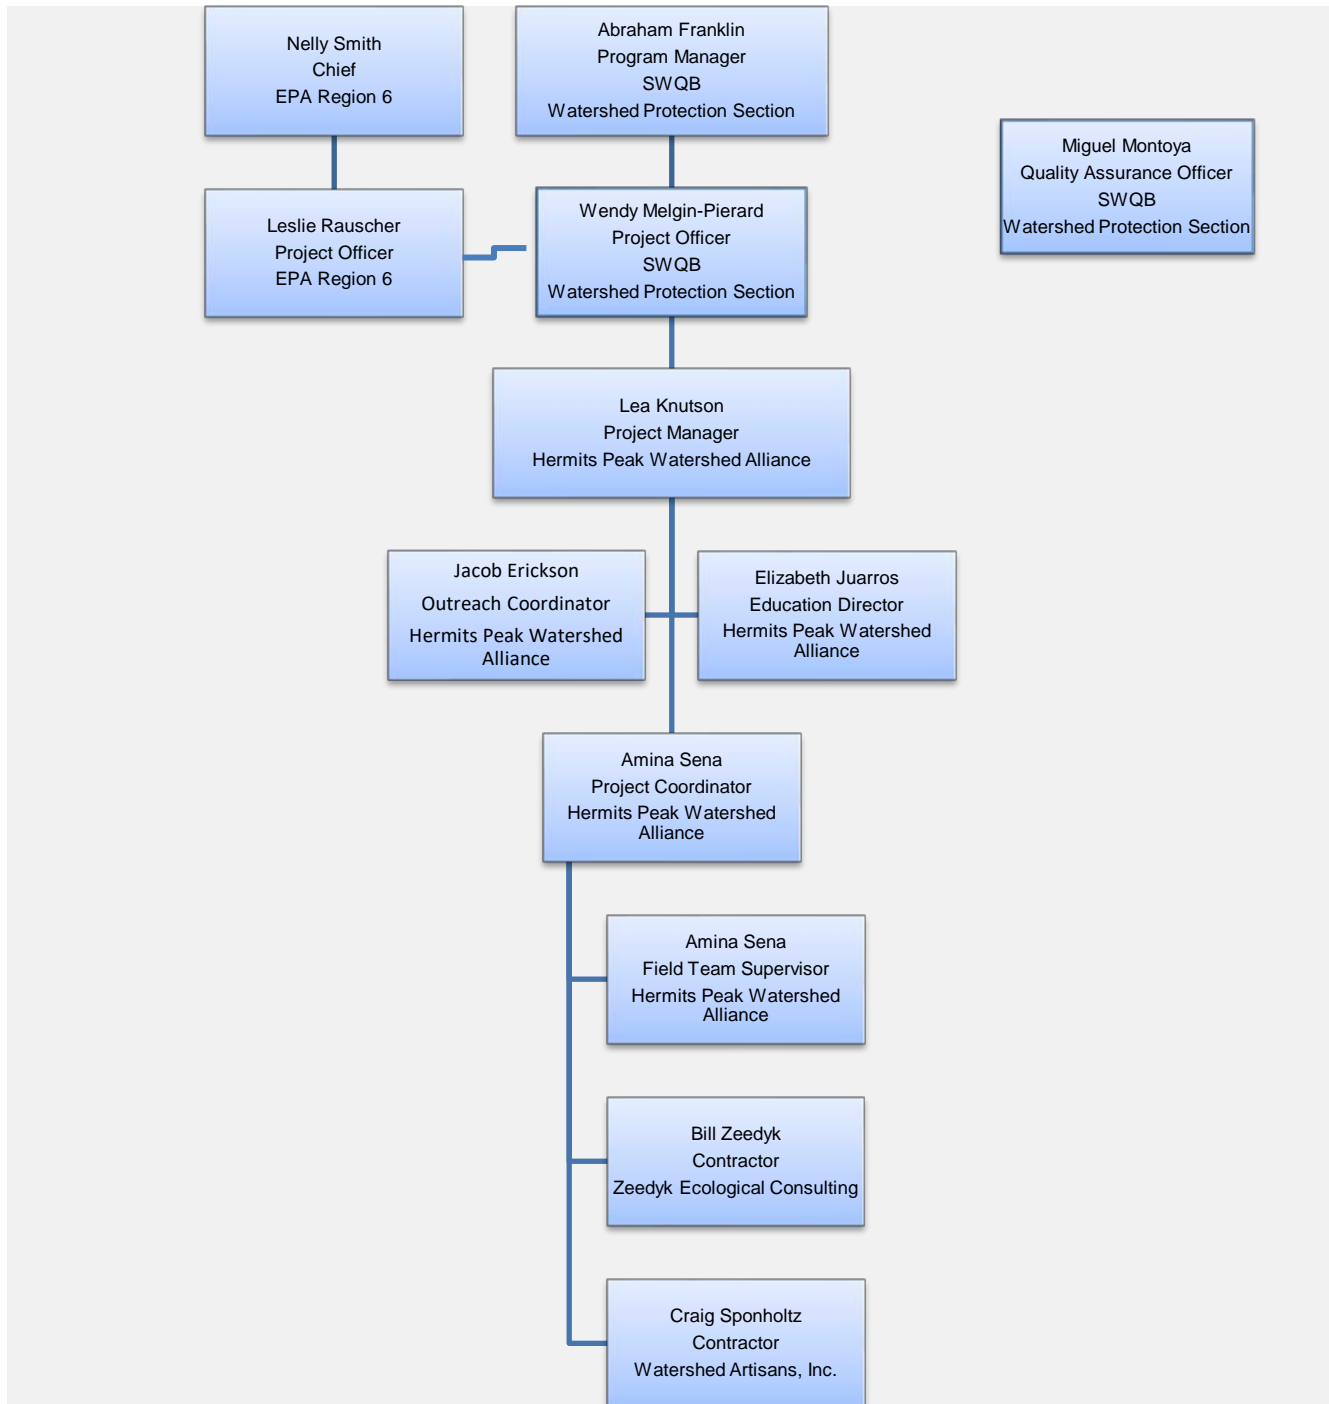 Nelly Smith
Chief
EPA Region 6
Abraham Franklin
Program Manager
SWQB
Watershed Protection Section
Miguel Montoya
Quality Assurance Officer
SWQB
Watershed Protection Section
Leslie Rauscher
Project Officer
EPA Region 6
Wendy Melgin-Pierard
Project Officer
SWQB
Watershed Protection Section
Lea Knutson
Project Manager
Hermits Peak Watershed Alliance
Jacob Erickson
Outreach Coordinator
Hermits Peak Watershed
Alliance
Elizabeth Juarros
Education Director
Hermits Peak Watershed
Alliance
Amina Sena
Project Coordinator
Hermits Peak Watershed
Alliance
Amina Sena
Field Team Supervisor
Hermits Peak Watershed
Alliance
Bill Zeedyk
Contractor
Zeedyk Ecological Consulting
Craig Sponholtz
Contractor
Watershed Artisans, Inc.